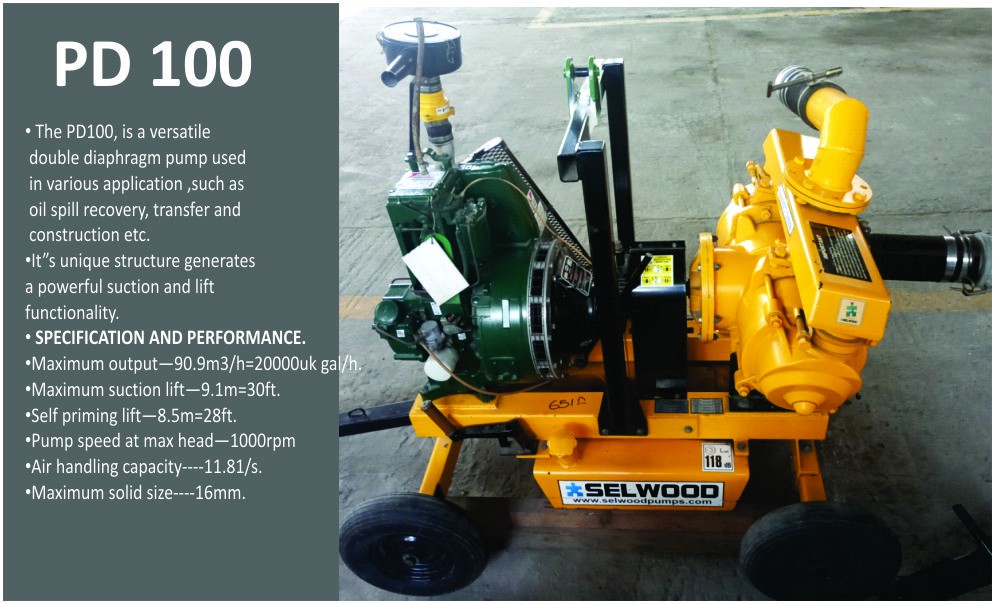 PD 100
• The PD100, is a versatile
double diaphragm pump used
in various application ,such as
oil spill recovery, transfer and
construction etc.
•It”s unique structure generates
a powerful suction and lift
functionality.
• SPECIFICATION AND PERFORMANCE.
•Maximum output—90.9m3/h=20000uk gal/h.
•Maximum suction lift—9.1m=30ft.
•Self priming lift—8.5m=28ft.
•Pump speed at max head—1000rpm
•Air handling capacity----11.81/s.
•Maximum solid size----16mm.
118
SELWOOD
www.selwoodpumps.com